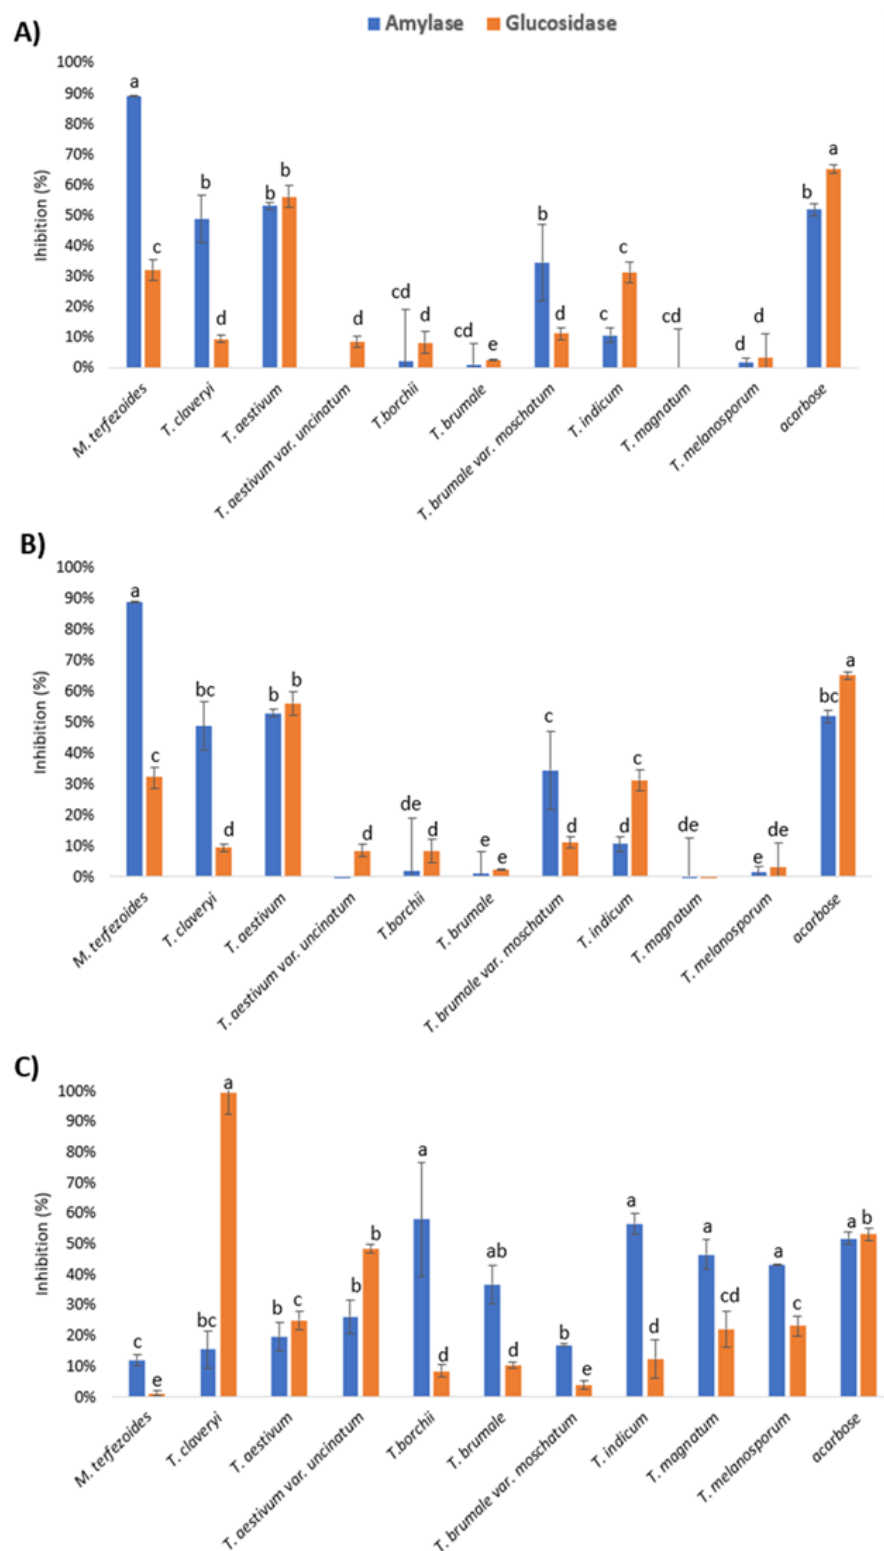 A)
Amylase Glucosidase
100%
90%
80%
70%
60%
50%
40%
30%
20%
10%
0%
Ihibition (%)
a c b d b b d cd d cd e b d c c cd d d b a
M. terfezoides
T. claveryi
T. aestivum
T. aestivum var. uncinatum
T.borchii
T. brumale
T. brumale var. moschatum
T. indicum
T. magnatum
T. melanosporum
acarbose
B)
100%
90%
80%
70%
60%
50%
40%
30%
20%
10%
0%
Inhibition (%)
a c bc d b b d de d e e c d d c de e de bc a
M. terfezoides
T. claveryi
T. aestivum
T. aestivum var. uncinatum
T.borchii
T. brumale
T. brumale var. moschatum
T. indicum
T. magnatum
T. melanosporum
acarbose
C)
100%
90%
80%
70%
60%
50%
40%
30%
20%
10%
0%
Inhibition (%)
c e bc a b c b b a d ab d b e a d a cd a c a b
M. terfezoides
T. claveryi
T. aestivum
T. aestivum var. uncinatum
T.borchii
T. brumale
T. brumale var. moschatum
T. indicum
T. magnatum
T. melanosporum
acarbose